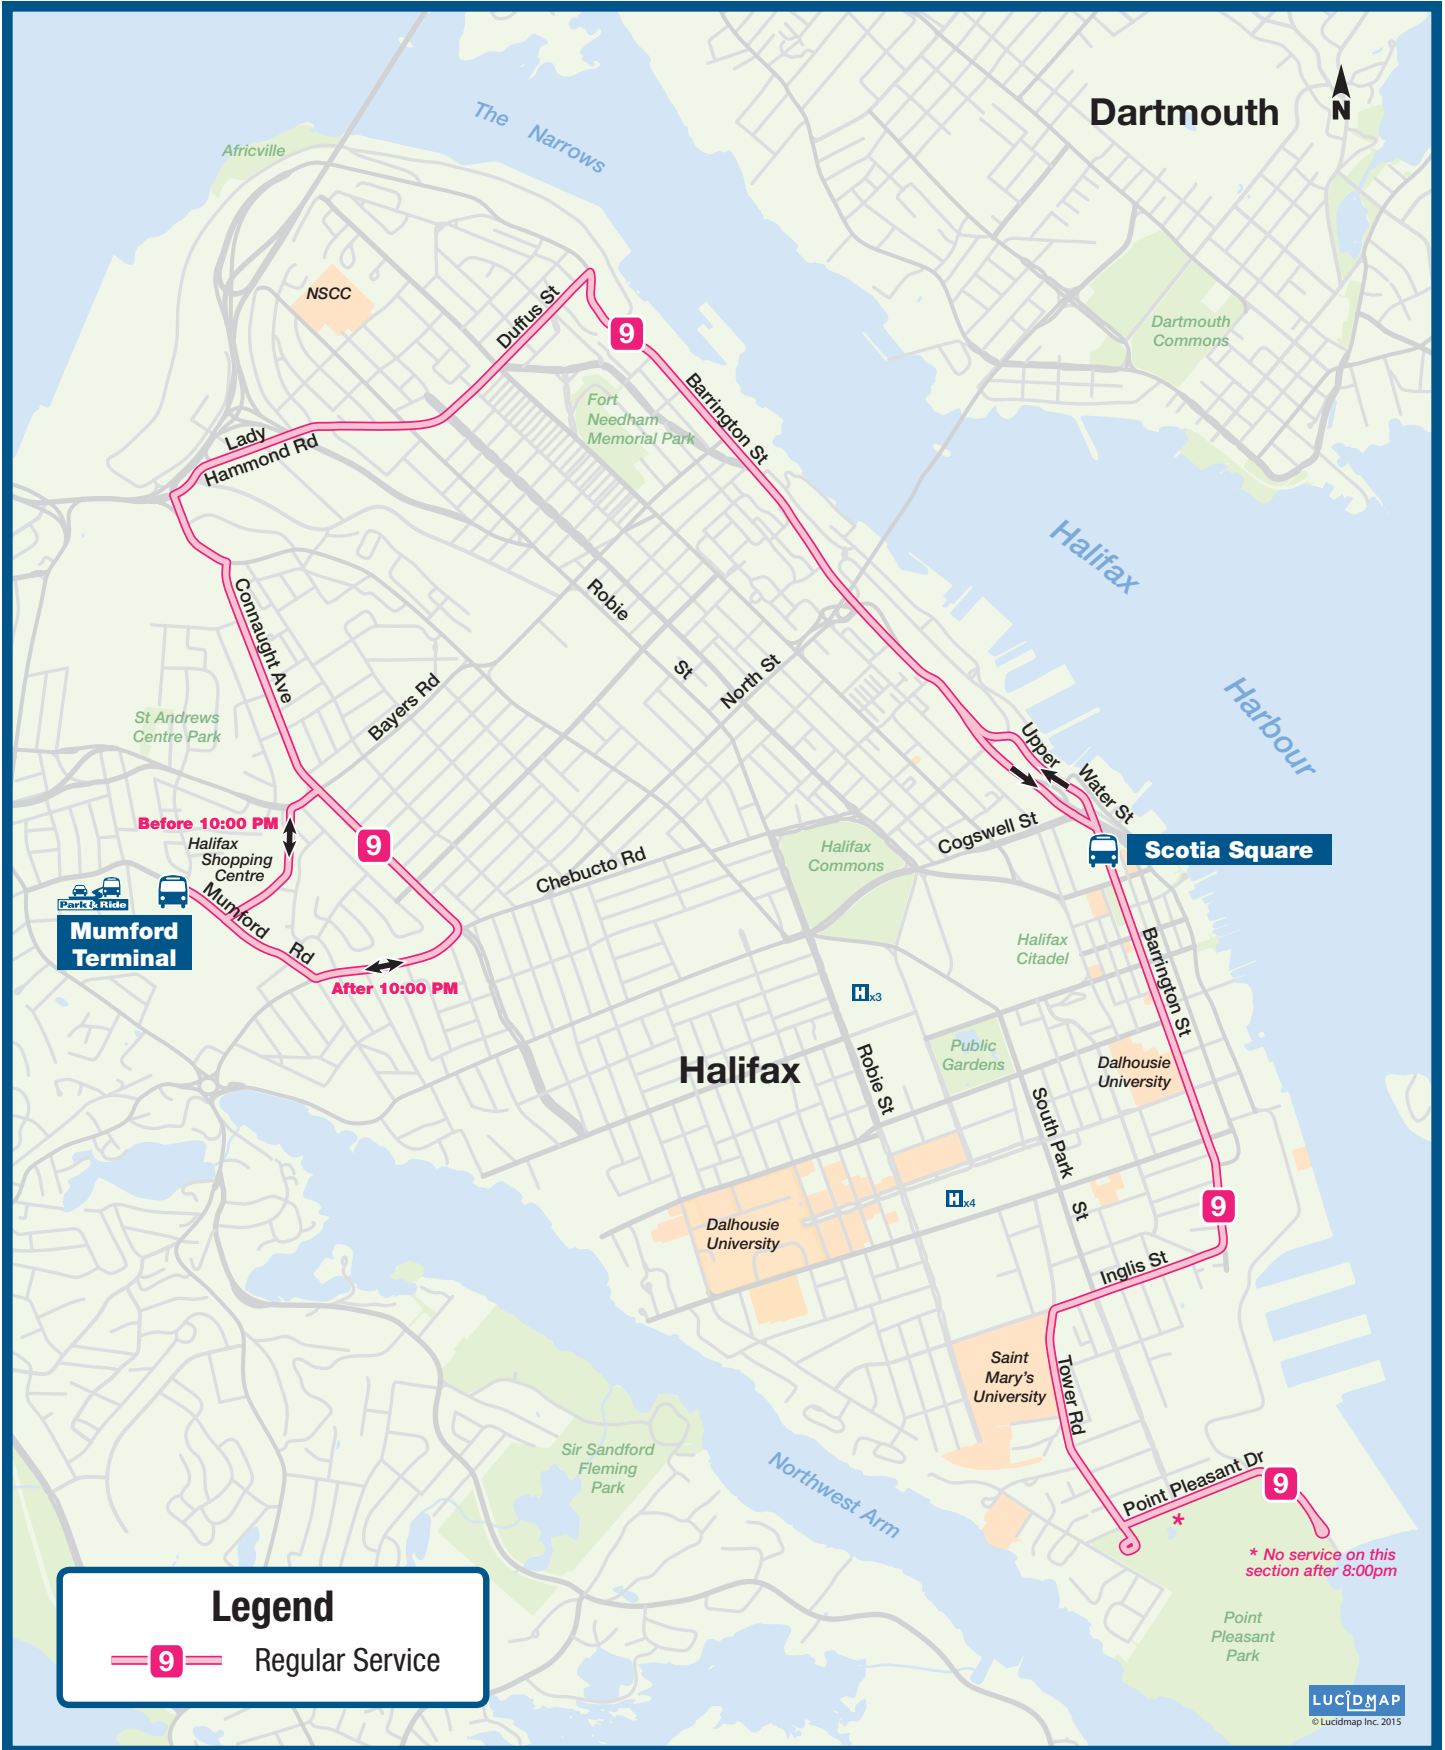 Dartmouth
N
The Narrows
Africville
NSCC
Duffus St
9
Dartmouth
Commons
Fort
Needham
Memorial Park
Barrington St
Lady
Hammond Rd
Halifax
Harbour
Connaught Ave
Robie
St
North St
Bayers Rd
St Andrews
Centre Park
Upper
Water St
Before 10:00 PM
Halifax
Shopping
Centre
9
Chebucto Rd
Halifax
Commons
Cogswell St
Scotia Square
Park & Ride
Mumford
Terminal
Mumford
Rd
After 10:00 PM
Halifax
Citadel
Barrington St
H x3
Halifax
Robie St
Public
Gardens
Dalhousie
University
South Park
St
H x4
9
Dalhousie
University
Inglis St
Saint
Mary's
University
Tower Rd
Sir Sandford
Fleming
Park
Northwest Arm
Point Pleasant Dr
9
*
* No service on this
section after 8:00pm
Point
Pleasant
Park
Legend
9 Regular Service
LUCIDMAP
© Lucidmap Inc. 2015